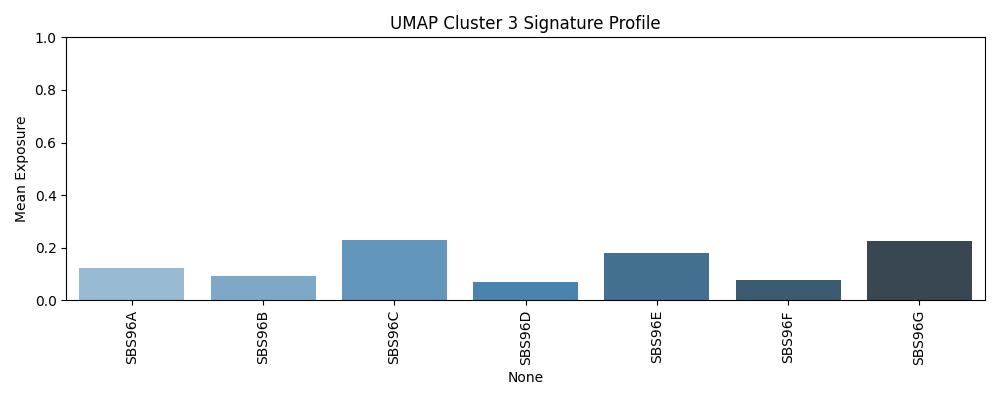 UMAP Cluster 3 Signature Profile
1.0
0.8
0.6
0.4
0.2
0.0
Mean Exposure
SBS96A
SBS96B
SBS96C
SBS96D
SBS96E
SBS96F
SBS96G
None